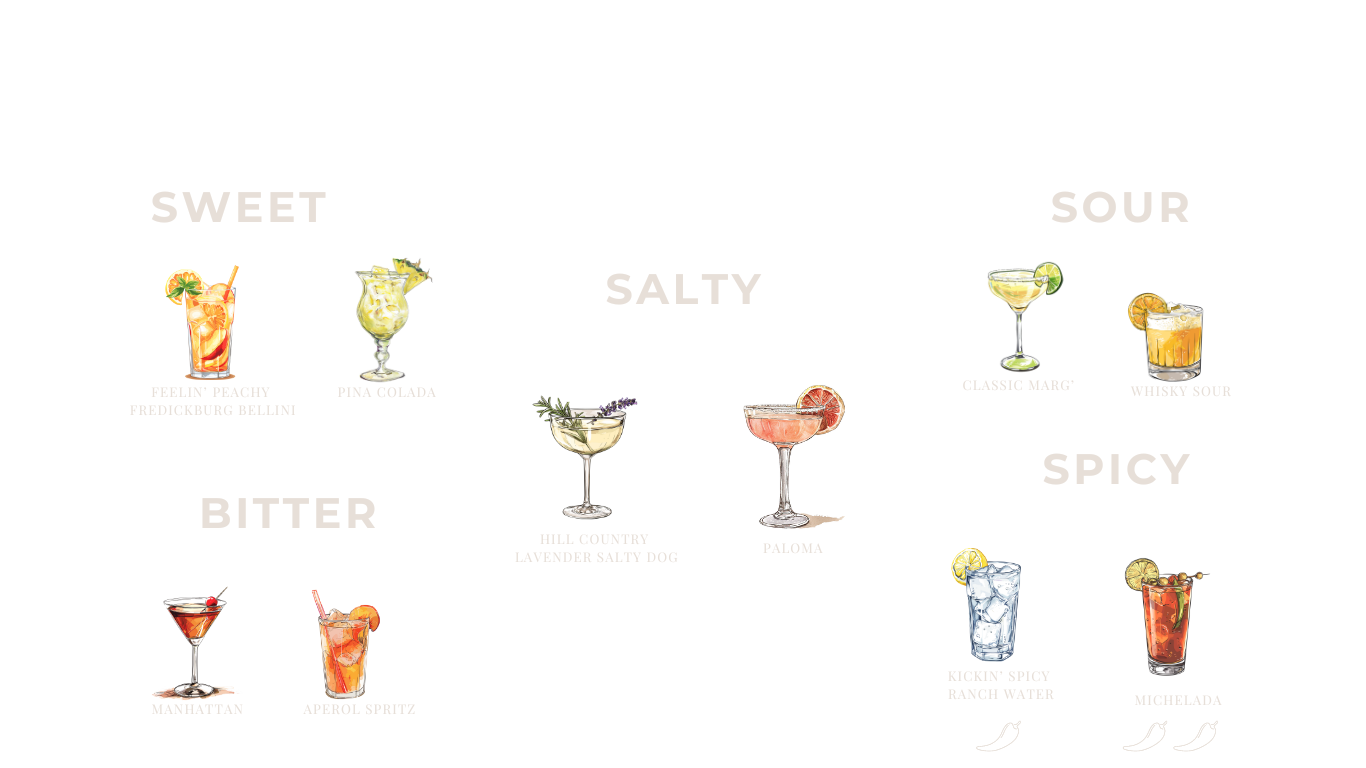 SWEET
FEELIN' PEACHY
FREDICKBURG BELLINI
PINA COLADA
BITTER
MANHATTAN
APEROL SPRITZ
SALTY
HILL COUNTRY
LAVENDER SALTY DOG
PALOMA
SOUR
CLASSIC MARG'
WHISKY SOUR
SPICY
KICKIN' SPICY
RANCH WATER
MICHELADA